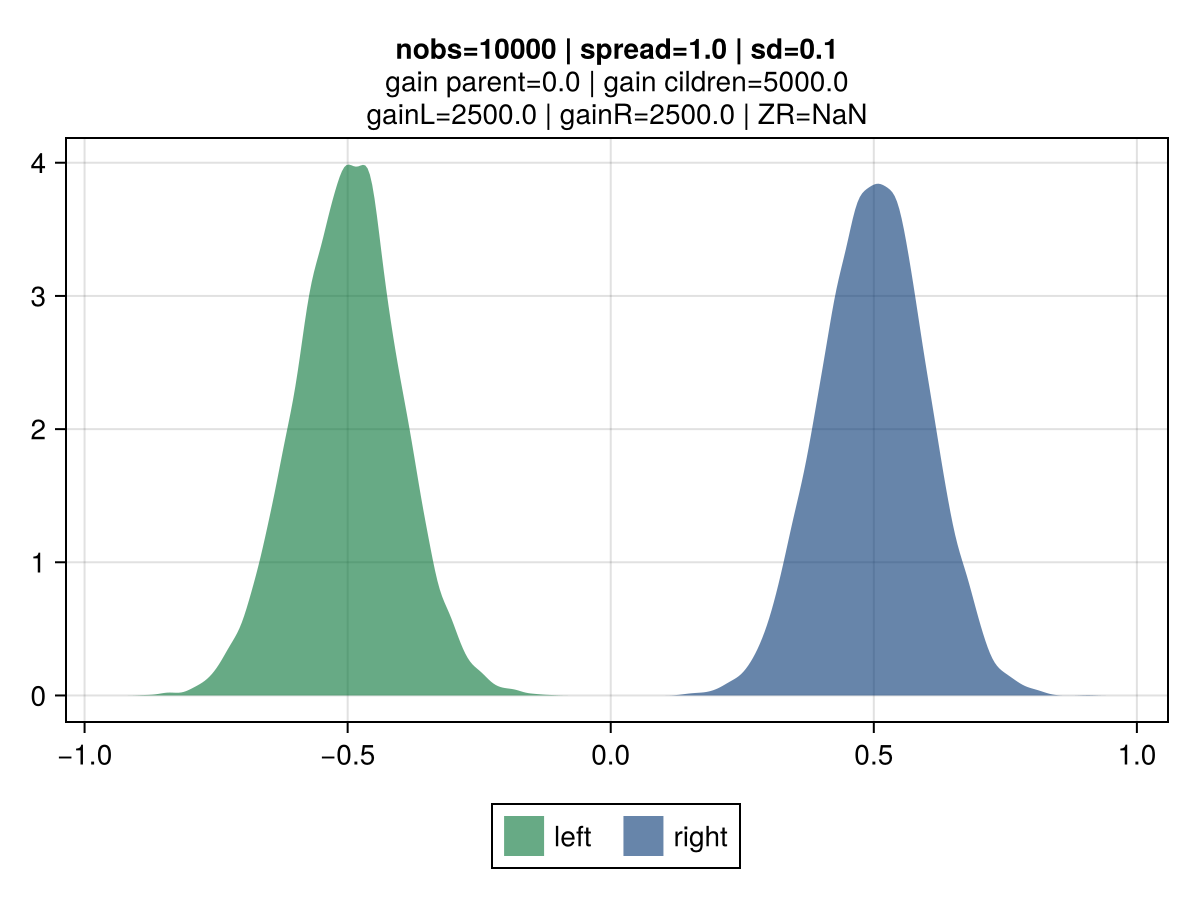 nobs=10000 | spread=1.0 | sd=0.1
gain parent=0.0 | gain cildren=5000.0
gainL=2500.0 | gainR=2500.0 | ZR=NaN
4
3
2
1
0
−1.0 −0.5 0.0 0.5 1.0
left right